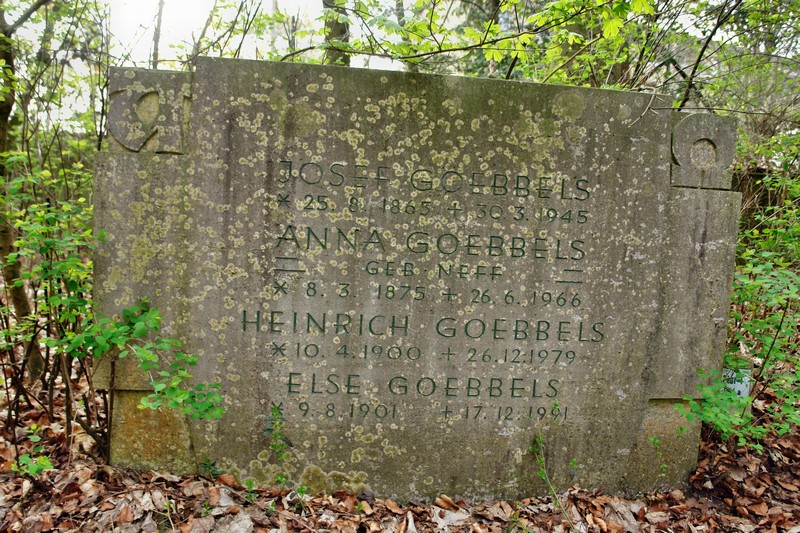 JOSEF GOEBBELS
* 25.8.1865 + 30.3.1945
ANNA GOEBBELS
GEB. NEFF
* 8.3.1875 + 26.6.1966
HEINRICH GOEBBELS
* 10.4.1900 + 26.12.1979
ELSE GOEBBELS
* 9.8.1901 + 17.12.1991